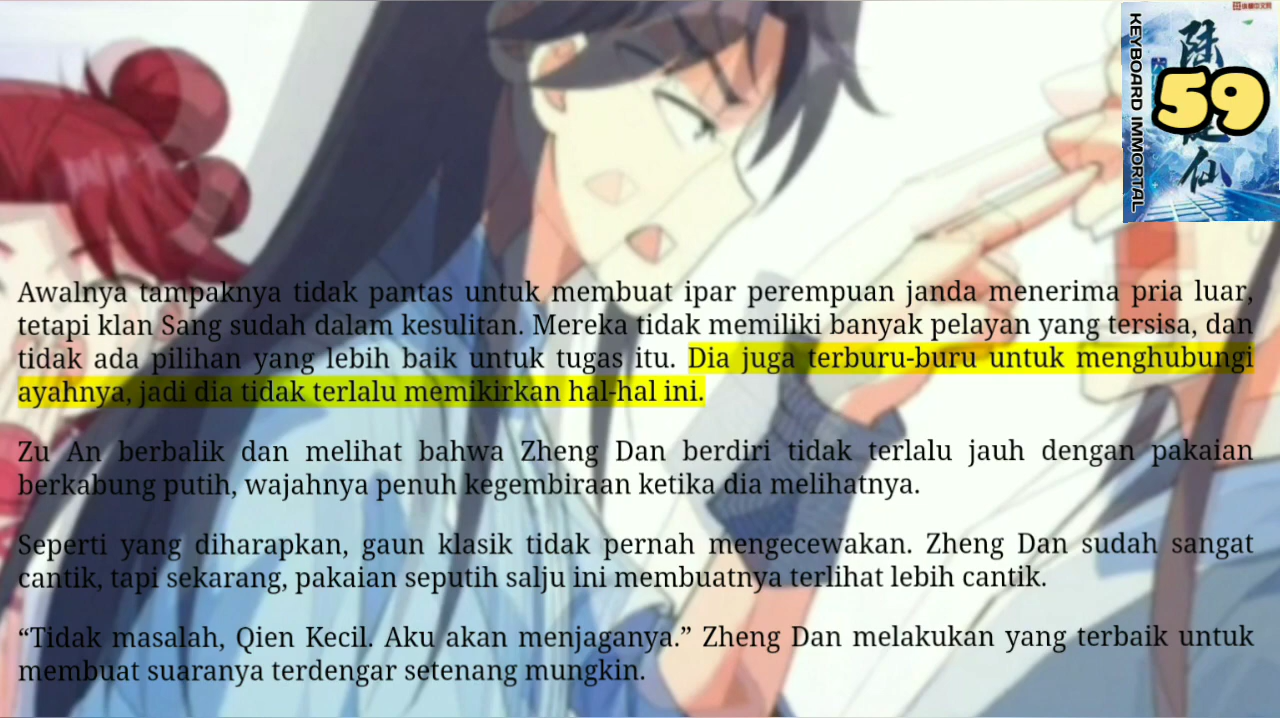 KEYBOARD IMMORTAL
59
仙
Awalnya tampaknya tidak pantas untuk membuat ipar perempuan janda menerima pria luar,
tetapi klan Sang sudah dalam kesulitan. Mereka tidak memiliki banyak pelayan yang tersisa, dan
tidak ada pilihan yang lebih baik untuk tugas itu. Dia juga terburu-buru untuk menghubungi
ayahnya, jadi dia tidak terlalu memikirkan hal-hal ini.
Zu An berbalik dan melihat bahwa Zheng Dan berdiri tidak terlalu jauh dengan pakaian
berkabung putih, wajahnya penuh kegembiraan ketika dia melihatnya.
Seperti yang diharapkan, gaun klasik tidak pernah mengecewakan. Zheng Dan sudah sangat
cantik, tapi sekarang, pakaian seputih salju ini membuatnya terlihat lebih cantik.
“Tidak masalah, Qien Kecil. Aku akan menjaganya.” Zheng Dan melakukan yang terbaik untuk
membuat suaranya terdengar setenang mungkin.